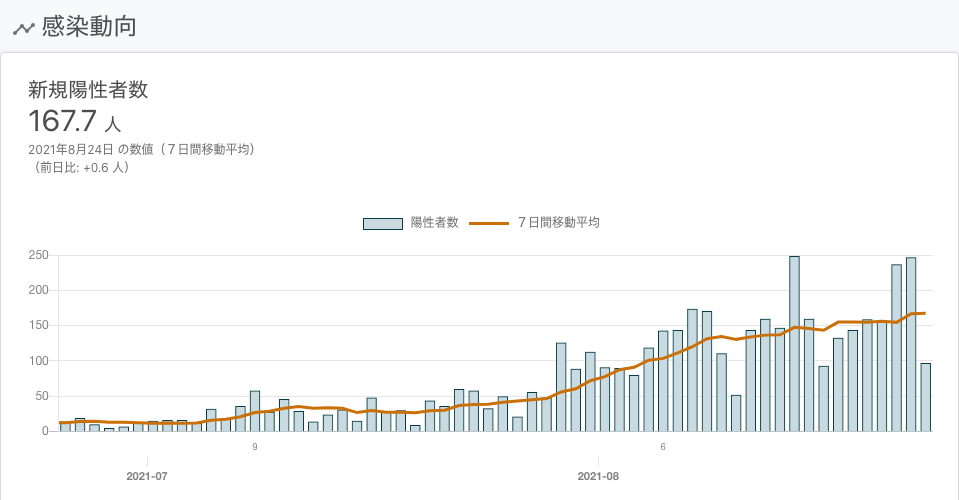 感染動向
新規陽性者数
167.7 人
2021年8月24日 の数値（７日間移動平均）
（前日比: +0.6 人）
陽性者数 ７日間移動平均
250
200
150
100
50
0
9 6
2021-07 2021-08